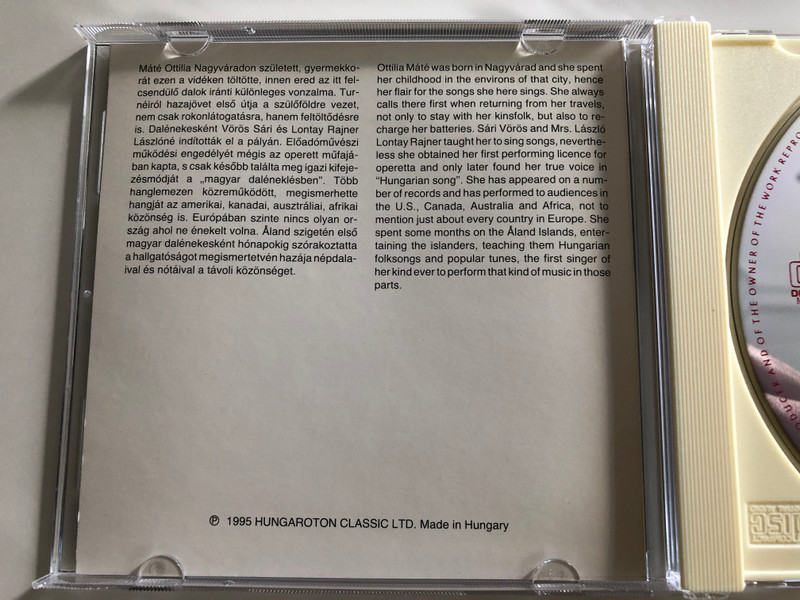 Máté Ottilia Nagyváradon született, gyermekko-
rát ezen a vidéken töltötte, innen ered az itt fel-
csendülő dalok iránti különleges vonzalma. Tur-
néiról hazajövet első útja a szülőföldre vezet,
nem csak rokonlátogatásra, hanem feltöltődésre
is. Dalénekesként Vörös Sári és Lontay Rajner
Lászlóné indították el a pályán. Előadóművészi
működési engedélyét mégis az operett műfajá-
ban kapta, s csak később találta meg igazi kifeje-
zésmódját a „magyar daléneklésben". Több
hanglemezen közreműködött, megismerhette
hangját az amerikai, kanadai, ausztráliai, afrikai
közönség is. Európában szinte nincs olyan or-
szág ahol ne énekelt volna. Åland szigetén első
magyar dalénekesként hónapokig szórakoztatta
a hallgatóságot megismertetvén hazája népdala-
ival és nótáival a távoli közönséget.
Ottilia Máté was born in Nagyvárad and she spent
her childhood in the environs of that city, hence
her flair for the songs she here sings. She always
calls there first when returning from her travels,
not only to stay with her kinsfolk, but also to re-
charge her batteries. Sári Vörös and Mrs. László
Lontay Rajner taught her to sing songs, neverthe-
less she obtained her first performing licence for
operetta and only later found her true voice in
"Hungarian song". She has appeared on a num-
ber of records and has performed to audiences in
the U.S., Canada, Australia and Africa, not to
mention just about every country in Europe. She
spent some months on the Åland Islands, enter-
taining the islanders, teaching them Hungarian
folksongs and popular tunes, the first singer of
her kind ever to perform that kind of music in those
parts.
℗ 1995 HUNGAROTON CLASSIC LTD. Made in Hungary
AND OF THE OWNER OF THE WORK